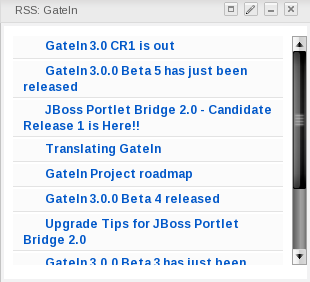 RSS: GateIn
GateIn 3.0 CR1 is out
GateIn 3.0.0 Beta 5 has just been
released
JBoss Portlet Bridge 2.0 - Candidate
Release 1 is Here!!
Translating GateIn
GateIn Project roadmap
GateIn 3.0.0 Beta 4 released
Upgrade Tips for JBoss Portlet
Bridge 2.0
GateIn 3.0.0 Beta 3 has just been